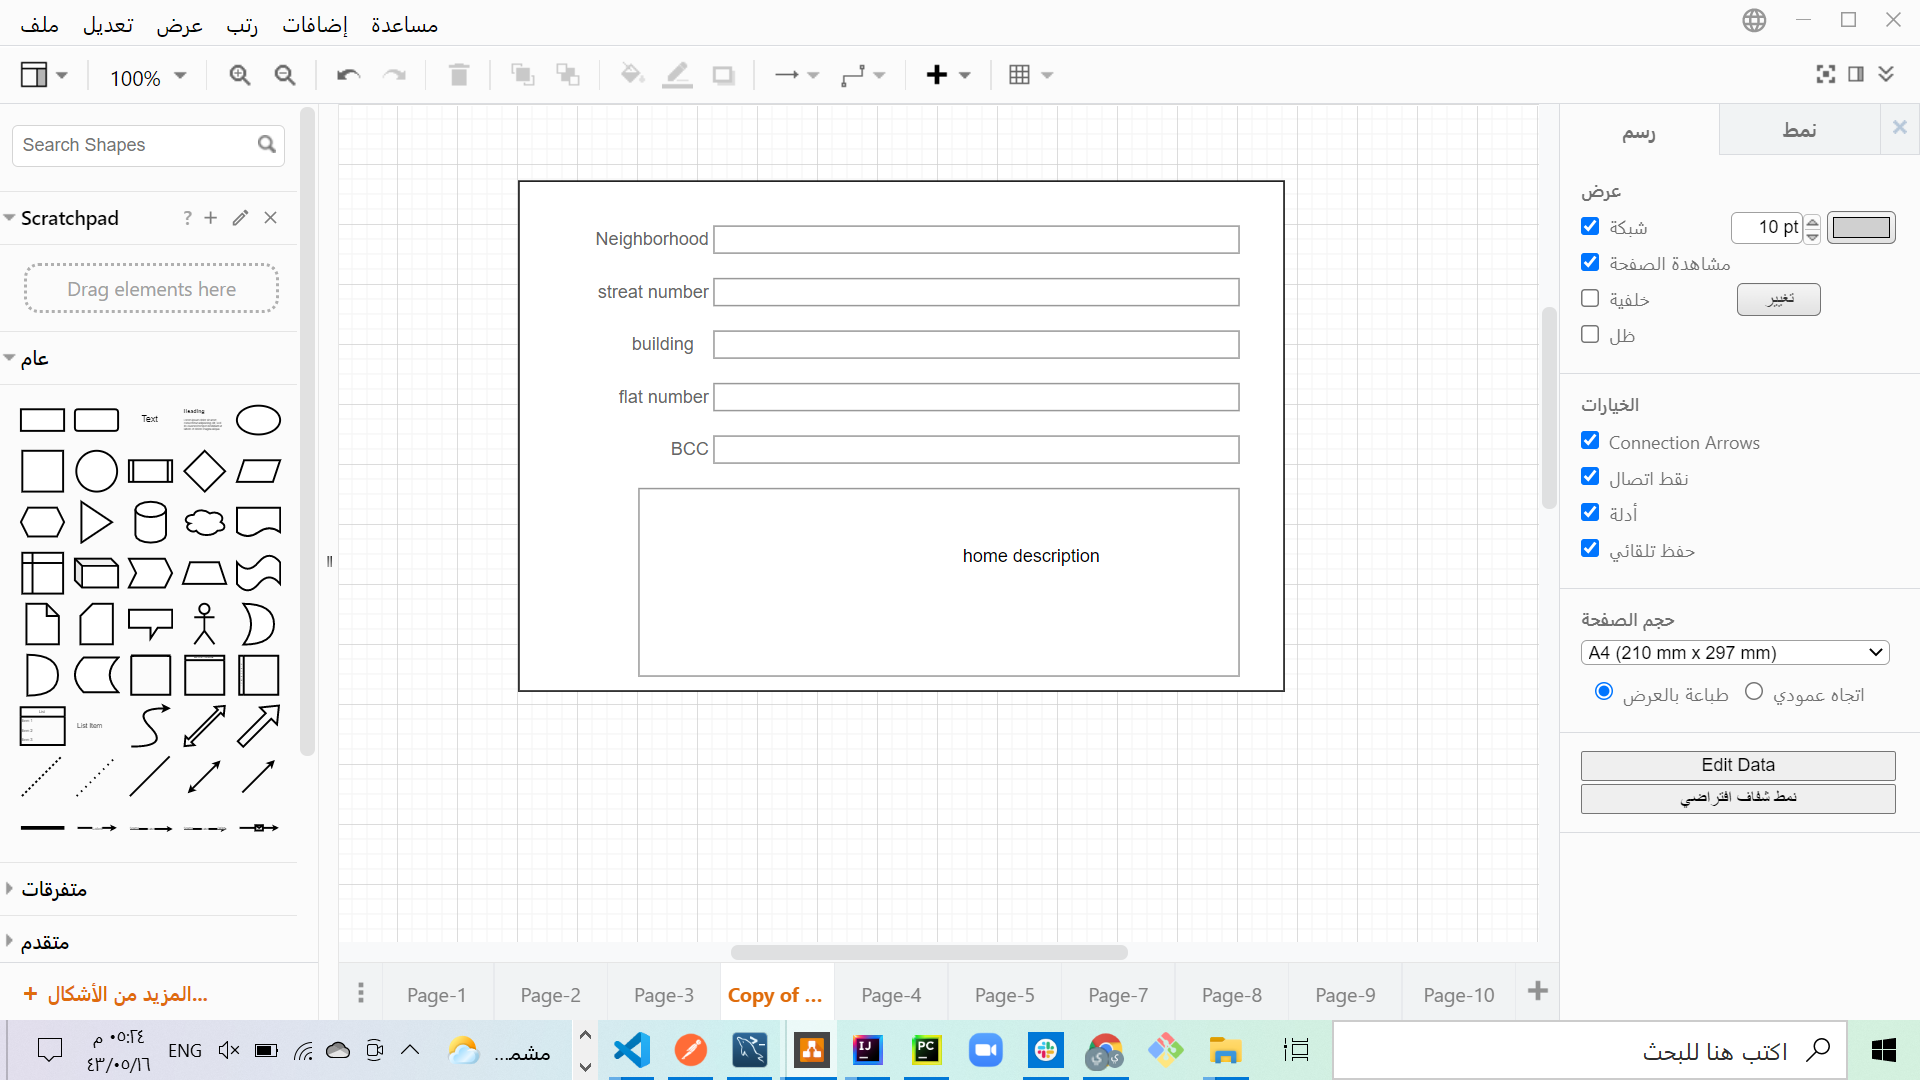 ملف تعديل عرض رتب إضافات مساعدة
100%
Search Shapes
Scratchpad ?
Drag elements here
عام
Text
Heading
List
List Item
متفرقات
متقدم
المزيد من الأشكال...
Neighborhood
streat number
building
flat number
BCC
home description
رسم
نمط
عرض
شبكة 10 pt
مشاهدة الصفحة
خلفية تغيير
ظل
الخيارات
Connection Arrows
نقط اتصال
أدلة
حفظ تلقائي
حجم الصفحة
A4 (210 mm x 297 mm)
طباعة بالعرض اتجاه عمودي
Edit Data
نمط شفاف افتراضي
Page-1 Page-2 Page-3 Copy of ... Page-4 Page-5 Page-7 Page-8 Page-9 Page-10
٠٥:٢٤ م
٤٣/٠٥/١٦
ENG
مشمـ...
IJ
PC
اكتب هنا للبحث